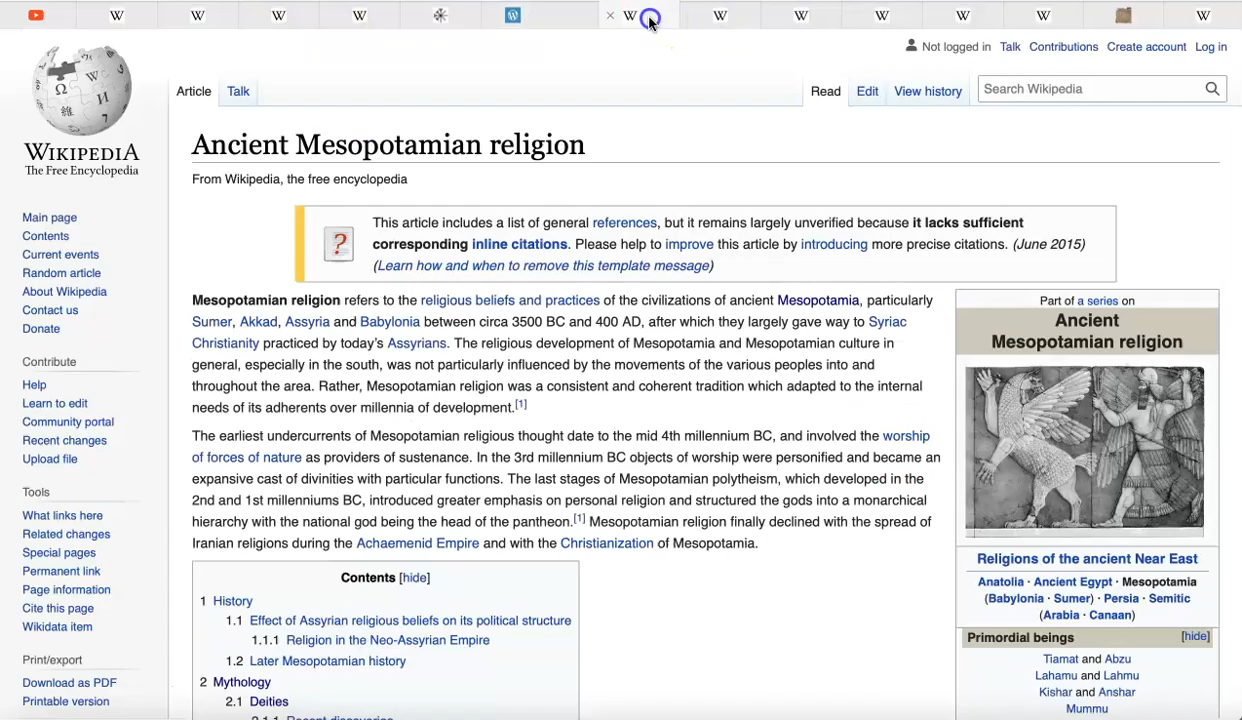 Not logged in Talk Contributions Create account Log in
Article Talk Read Edit View history Search Wikipedia
WIKIPEDIA
The Free Encyclopedia
Main page
Contents
Current events
Random article
About Wikipedia
Contact us
Donate
Contribute
Help
Learn to edit
Community portal
Recent changes
Upload file
Tools
What links here
Related changes
Special pages
Permanent link
Page information
Cite this page
Wikidata item
Print/export
Download as PDF
Printable version
Ancient Mesopotamian religion
From Wikipedia, the free encyclopedia
This article includes a list of general references, but it remains largely unverified because it lacks sufficient
corresponding inline citations. Please help to improve this article by introducing more precise citations. (June 2015)
(Learn how and when to remove this template message)
Mesopotamian religion refers to the religious beliefs and practices of the civilizations of ancient Mesopotamia, particularly
Sumer, Akkad, Assyria and Babylonia between circa 3500 BC and 400 AD, after which they largely gave way to Syriac
Christianity practiced by today's Assyrians. The religious development of Mesopotamia and Mesopotamian culture in
general, especially in the south, was not particularly influenced by the movements of the various peoples into and
throughout the area. Rather, Mesopotamian religion was a consistent and coherent tradition which adapted to the internal
needs of its adherents over millennia of development.[1]
The earliest undercurrents of Mesopotamian religious thought date to the mid 4th millennium BC, and involved the worship
of forces of nature as providers of sustenance. In the 3rd millennium BC objects of worship were personified and became an
expansive cast of divinities with particular functions. The last stages of Mesopotamian polytheism, which developed in the
2nd and 1st millenniums BC, introduced greater emphasis on personal religion and structured the gods into a monarchical
hierarchy with the national god being the head of the pantheon.[1] Mesopotamian religion finally declined with the spread of
Iranian religions during the Achaemenid Empire and with the Christianization of Mesopotamia.
Contents [hide]
1 History
1.1 Effect of Assyrian religious beliefs on its political structure
1.1.1 Religion in the Neo-Assyrian Empire
1.2 Later Mesopotamian history
2 Mythology
2.1 Deities
2.1.1 Recent discoveries
Part of a series on
Ancient
Mesopotamian religion
Religions of the ancient Near East
Anatolia · Ancient Egypt · Mesopotamia
(Babylonia · Sumer) · Persia · Semitic
(Arabia · Canaan)
Primordial beings [hide]
Tiamat and Abzu
Lahamu and Lahmu
Kishar and Anshar
Mummu